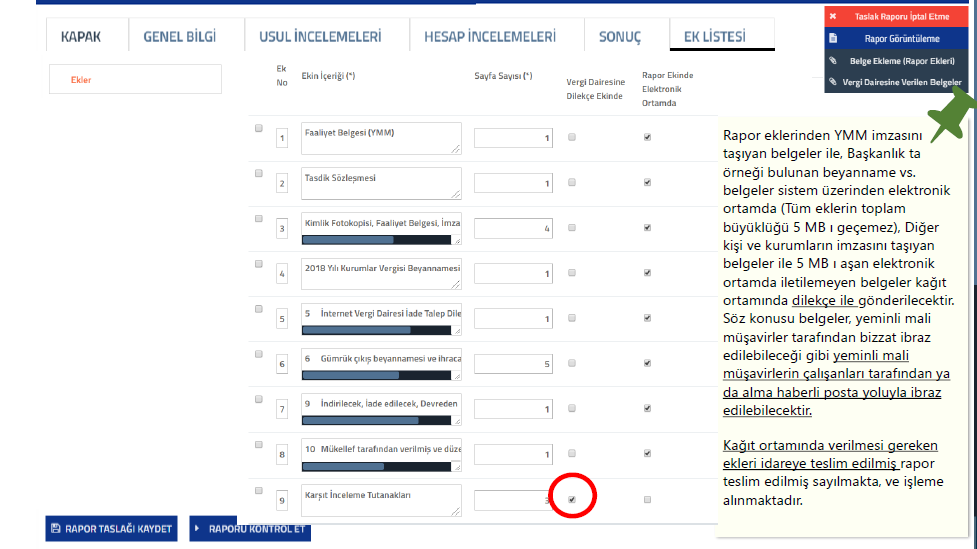 KAPAK
GENEL BİLGİ
USUL İNCELEMELERİ
HESAP İNCELEMELERİ
SONUÇ
EK LİSTESİ
Taslak Raporu İptal Etme
Rapor Görüntüleme
Belge Ekleme (Rapor Ekleri)
Vergi Dairesine Verilen Belgeler
Ekler
Ek No
Ekin İçeriği (*)
Sayfa Sayısı (*)
Vergi Dairesine
Dilekçe Ekinde
Rapor Ekinde
Elektronik
Ortamda
1 Faaliyet Belgesi (YMM) 1
2 Tasdik Sözleşmesi 1
3 Kimlik Fotokopisi, Faaliyet Belgesi, İmza 4
4 2018 Yılı Kurumlar Vergisi Beyannamesi 1
5 5 İnternet Vergi Dairesi İade Talep Dile 1
6 6 Gümrük çıkış beyannamesi ve ihraca 5
7 9 İndirilecek, İade edilecek, Devreden 1
8 10 Mükellef tarafından verilmiş ve düze 1
9 Karşıt İnceleme Tutanakları
Rapor eklerinden YMM imzasını
taşıyan belgeler ile, Başkanlık ta
örneği bulunan beyanname vs.
belgeler sistem üzerinden elektronik
ortamda (Tüm eklerin toplam
büyüklüğü 5 MB ı geçemez), Diğer
kişi ve kurumların imzasını taşıyan
belgeler ile 5 MB ı aşan elektronik
ortamda iletilemeyen belgeler kağıt
ortamında dilekçe ile gönderilecektir.
Söz konusu belgeler, yeminli mali
müşavirler tarafından bizzat ibraz
edilebileceği gibi yeminli mali
müşavirlerin çalışanları tarafından ya
da alma haberli posta yoluyla ibraz
edilebilecektir.
Kağıt ortamında verilmesi gereken
ekleri idareye teslim edilmiş rapor
teslim edilmiş sayılmakta, ve işleme
alınmaktadır.
RAPOR TASLAĞI KAYDET
RAPORU KONTROL ET